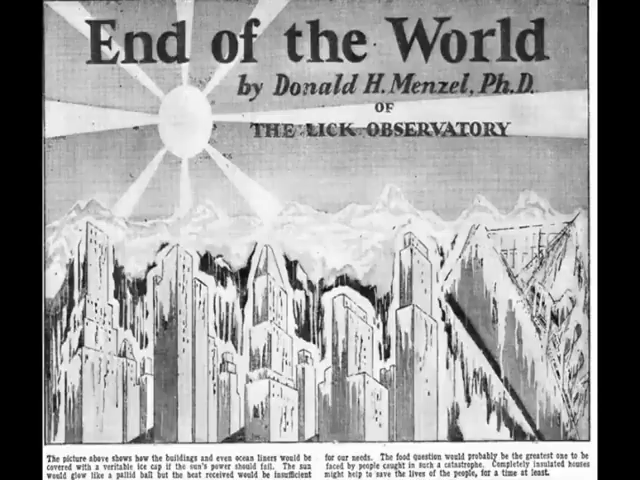 End of the World
by Donald H. Menzel, Ph.D.
OF
THE LICK OBSERVATORY
The picture above shows how the buildings and even ocean liners would be
covered with a veritable ice cap if the sun's power should fail. The sun
would glow like a pallid ball but the heat received would be insufficient
for our needs. The food question would probably be the greatest one to be
faced by people caught in such a catastrophe. Completely insulated houses
might help to save the lives of the people, for a time at least.